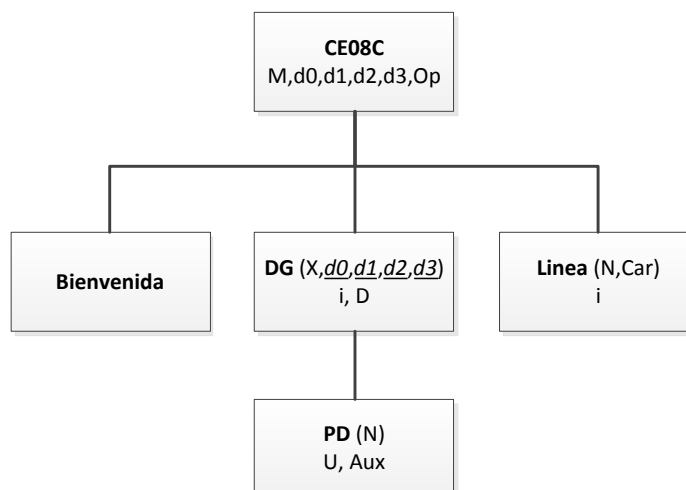 CE08C
M,d0,d1,d2,d3,Op
Bienvenida
DG (X,d0,d1,d2,d3)
i, D
Linea (N,Car)
i
PD (N)
U, Aux